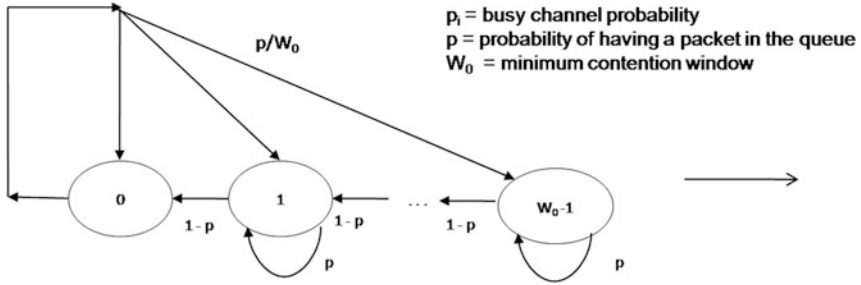 pᵢ = busy channel probability
p = probability of having a packet in the queue
W₀ = minimum contention window
p/W₀
0
1
...
W₀-1
1 - p
1 - p
1 - p
p
p